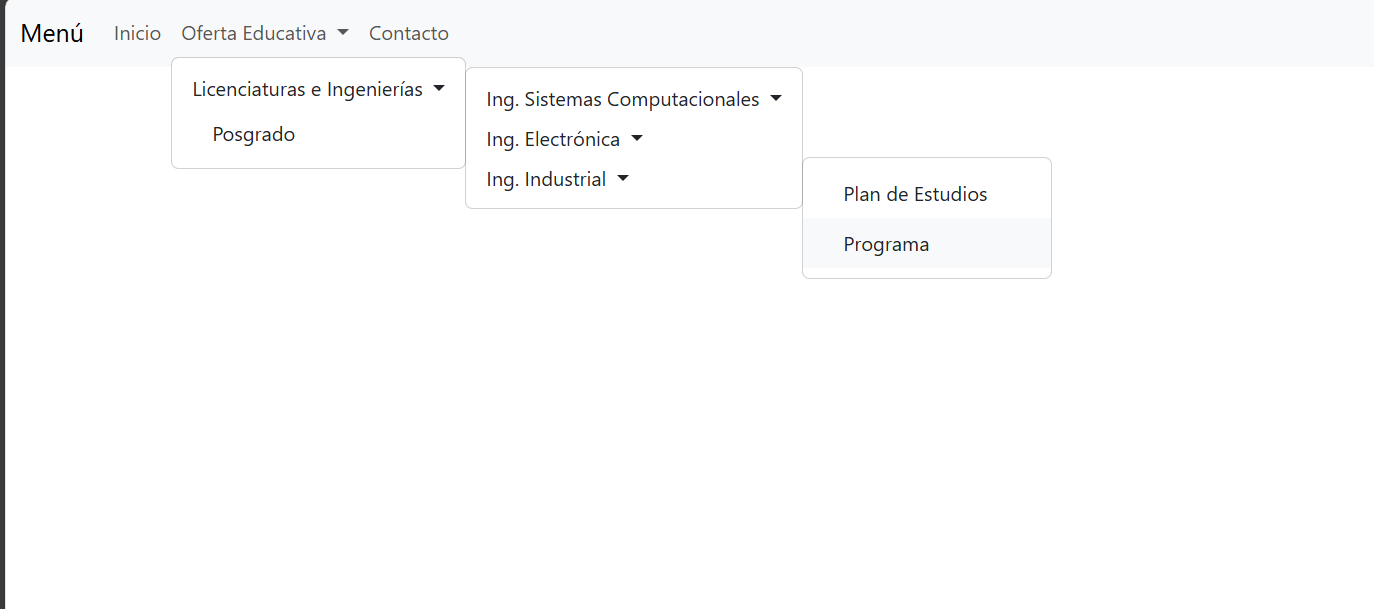 Menú Inicio Oferta Educativa Contacto
Licenciaturas e Ingenierías
Posgrado
Ing. Sistemas Computacionales
Ing. Electrónica
Ing. Industrial
Plan de Estudios
Programa